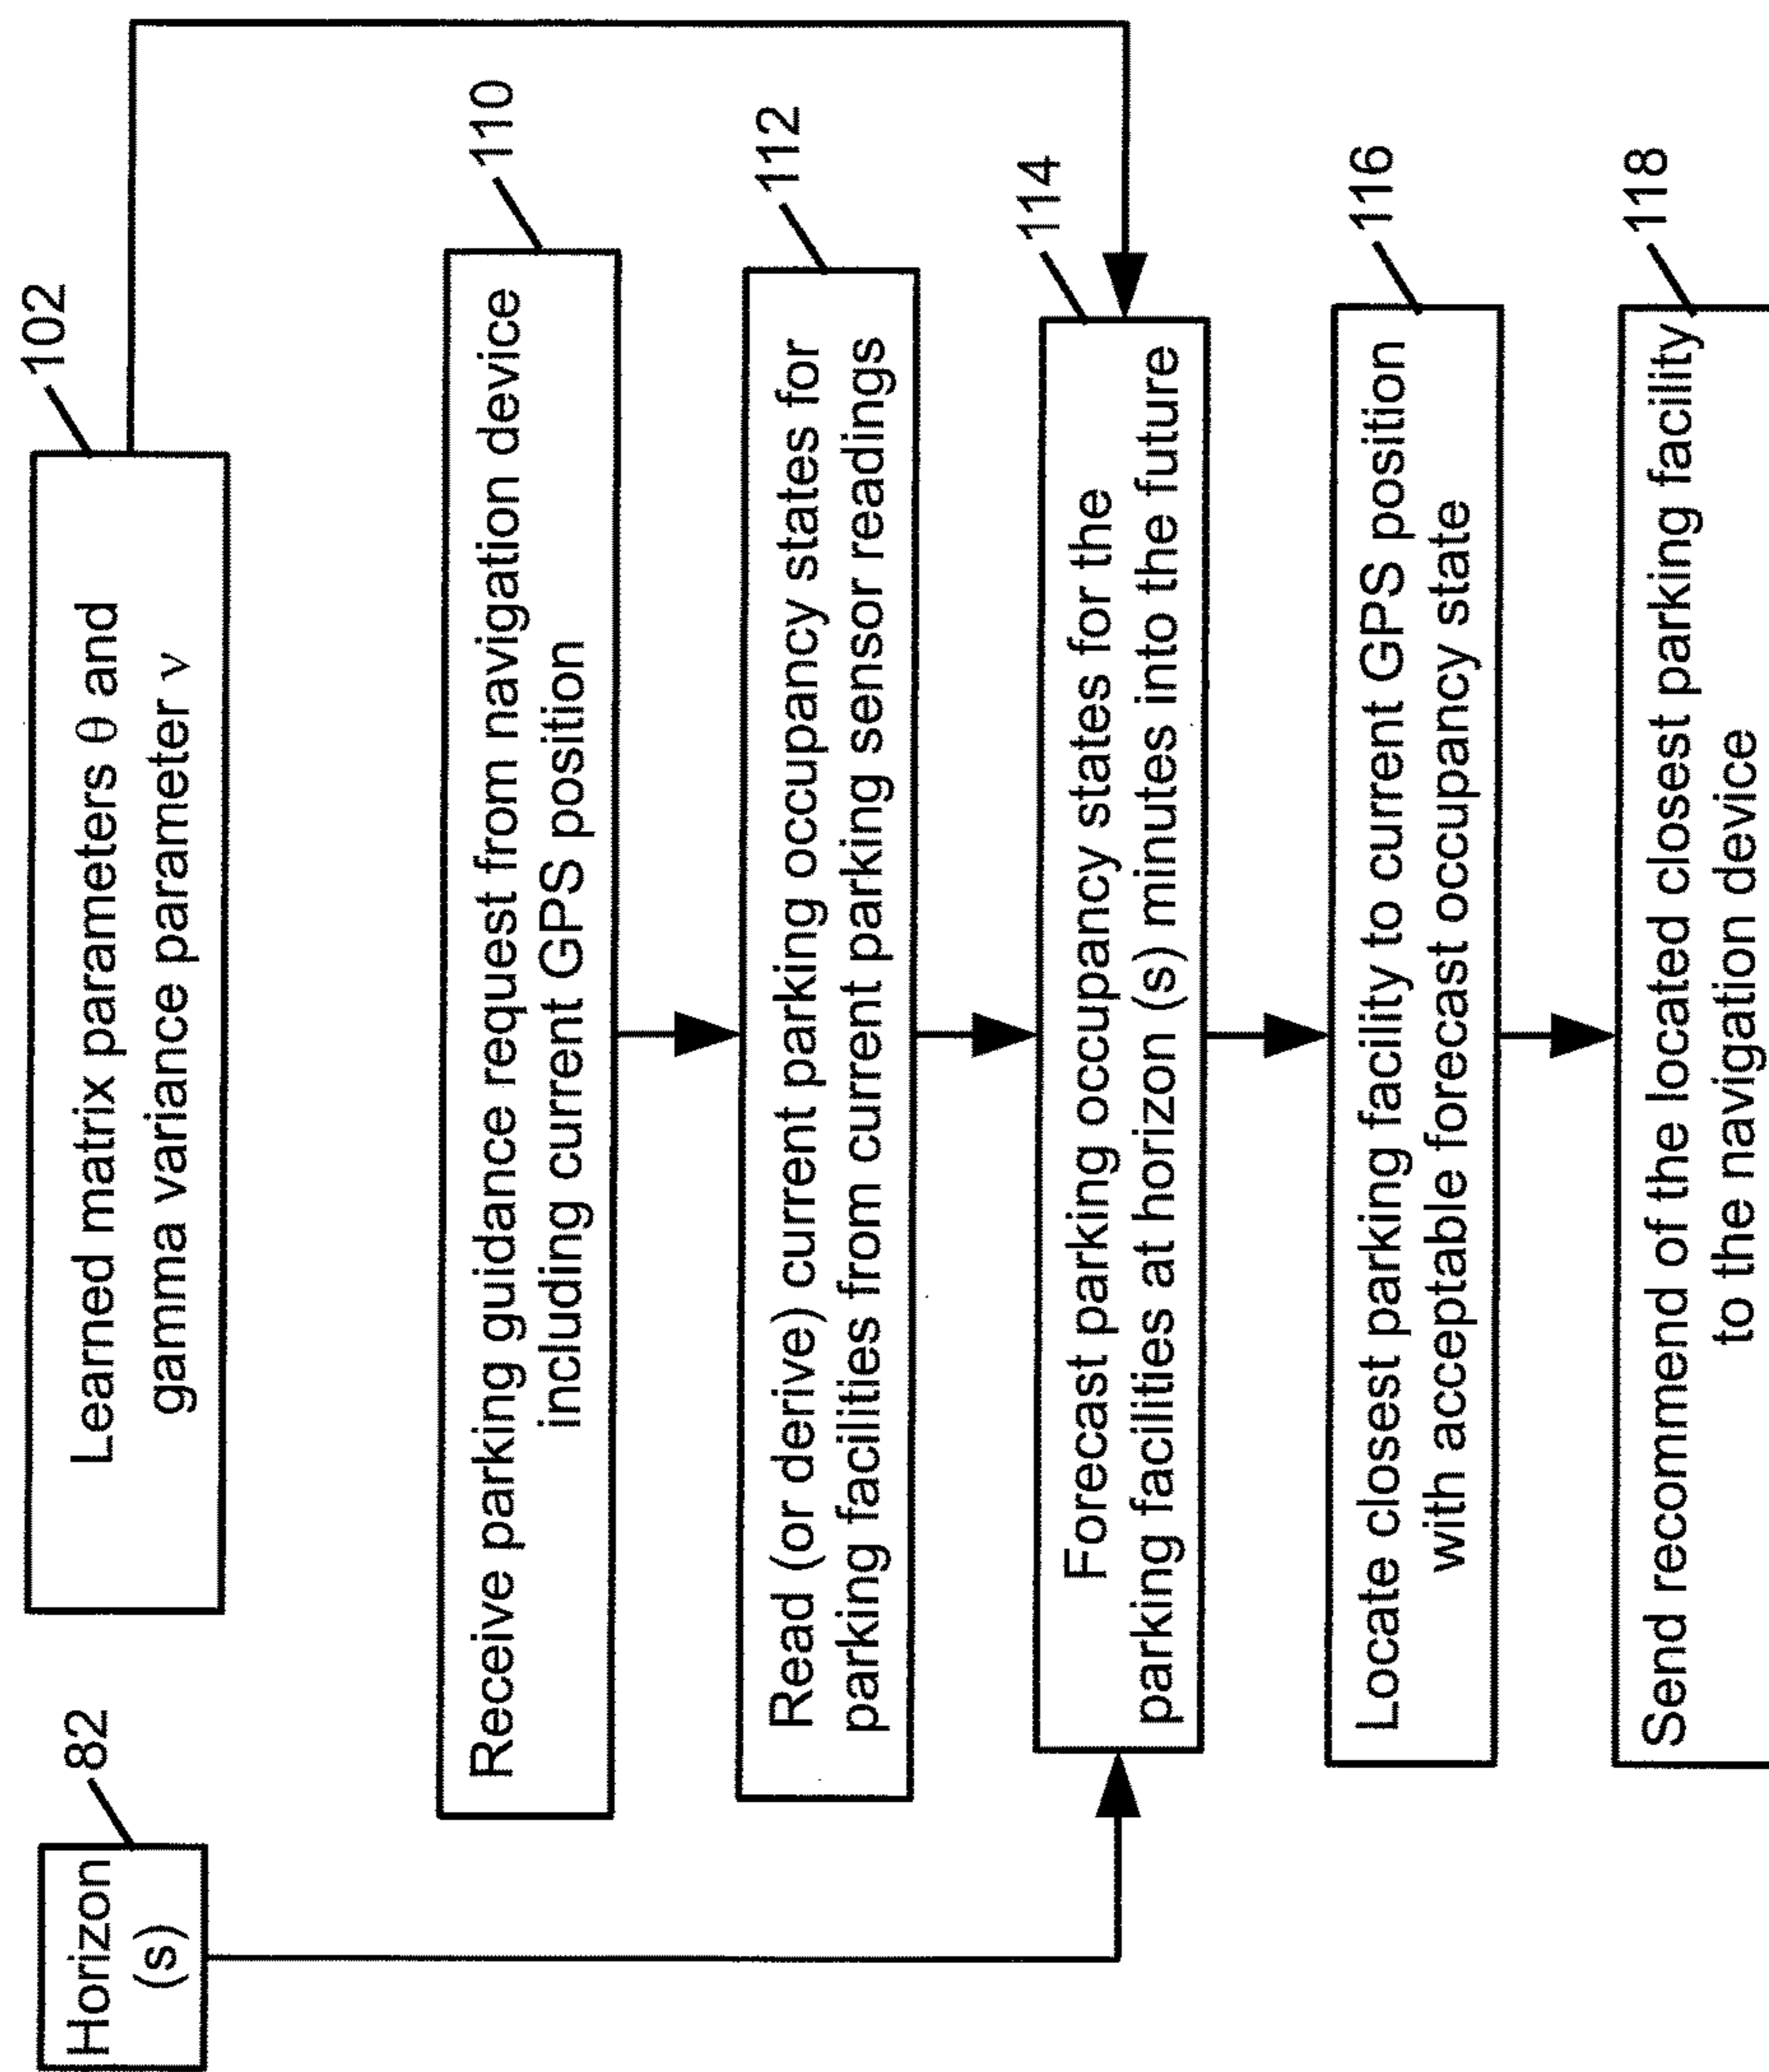 Horizon
(s)
82
Learned matrix parameters θ and
gamma variance parameter ν
102
Receive parking guidance request from navigation device
including current GPS position
110
Read (or derive) current parking occupancy states for
parking facilities from current parking sensor readings
112
Forecast parking occupancy states for the
parking facilities at horizon (s) minutes into the future
114
Locate closest parking facility to current GPS position
with acceptable forecast occupancy state
116
Send recommend of the located closest parking facility
to the navigation device
118